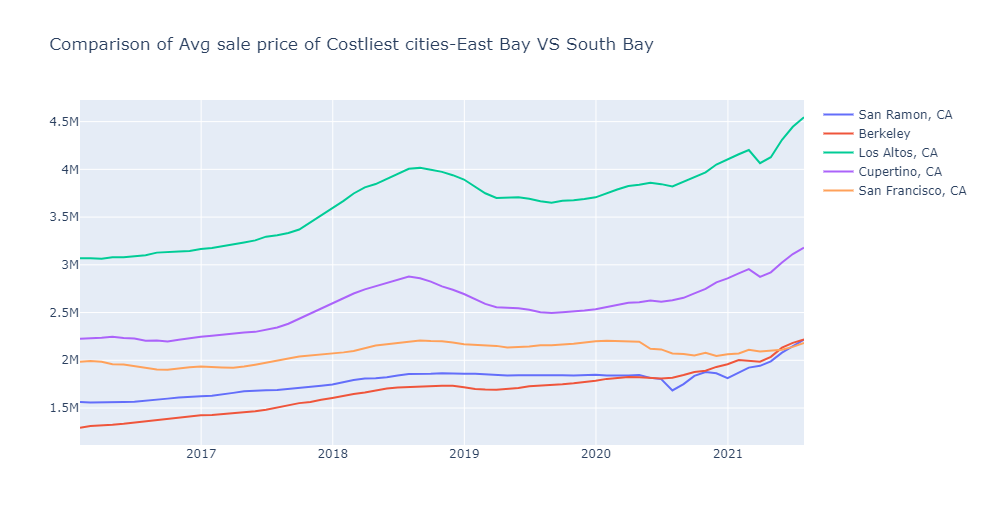 Comparison of Avg sale price of Costliest cities-East Bay VS South Bay
4.5M
4M
3.5M
3M
2.5M
2M
1.5M
2017
2018
2019
2020
2021
San Ramon, CA
Berkeley
Los Altos, CA
Cupertino, CA
San Francisco, CA